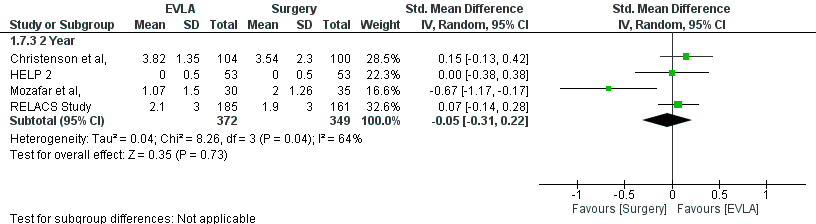 EVLA Surgery Std. Mean Difference Std. Mean Difference
Study or Subgroup Mean SD Total Mean SD Total Weight IV, Random, 95% CI IV, Random, 95% CI
1.7.3 2 Year
Christenson et al, 3.82 1.35 104 3.54 2.3 100 28.5% 0.15 [-0.13, 0.42]
HELP 2 0 0.5 53 0 0.5 53 22.3% 0.00 [-0.38, 0.38]
Mozafar et al, 1.07 1.5 30 2 1.26 35 16.6% -0.67 [-1.17, -0.17]
RELACS Study 2.1 3 185 1.9 3 161 32.6% 0.07 [-0.14, 0.28]
Subtotal (95% CI) 372 349 100.0% -0.05 [-0.31, 0.22]
Heterogeneity: Tau² = 0.04; Chi² = 8.26, df = 3 (P = 0.04); I² = 64%
Test for overall effect: Z = 0.35 (P = 0.73)
-1 -0.5 0 0.5 1
Favours [Surgery] Favours [EVLA]
Test for subgroup differences: Not applicable